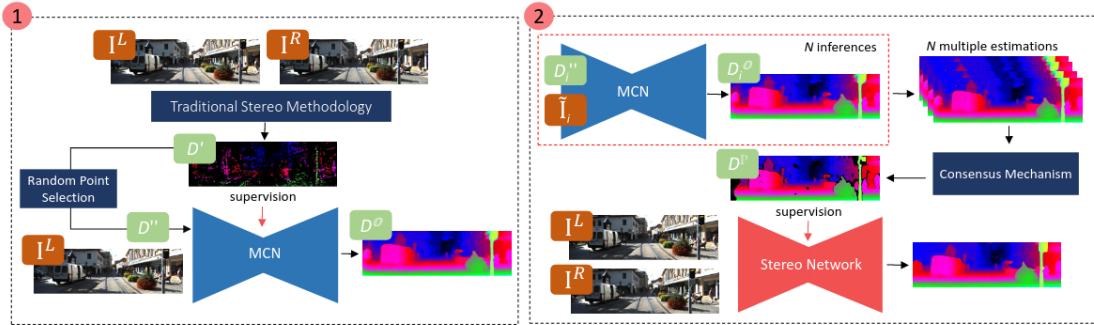 1
I^L
I^R
Traditional Stereo Methodology
D'
Random Point
Selection
supervision
D''
I^L
MCN
D^𝒪
2
N inferences
N multiple estimations
D_i''
Ĩ_i
MCN
D_i^𝒪
Consensus Mechanism
D^ℙ
supervision
I^L
I^R
Stereo Network